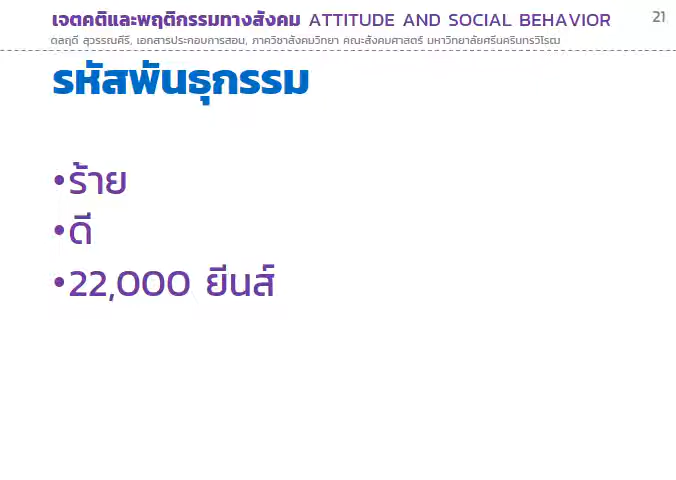 เจตคติและพฤติกรรมทางสังคม ATTITUDE AND SOCIAL BEHAVIOR
21
ดลฤดี สุวรรณคีรี, เอกสารประกอบการสอน, ภาควิชาสังคมวิทยา คณะสังคมศาสตร์ มหาวิทยาลัยศรีนครินทรวิโรฒ
รหัสพันธุกรรม
•ร้าย
•ดี
•22,000 ยีนส์